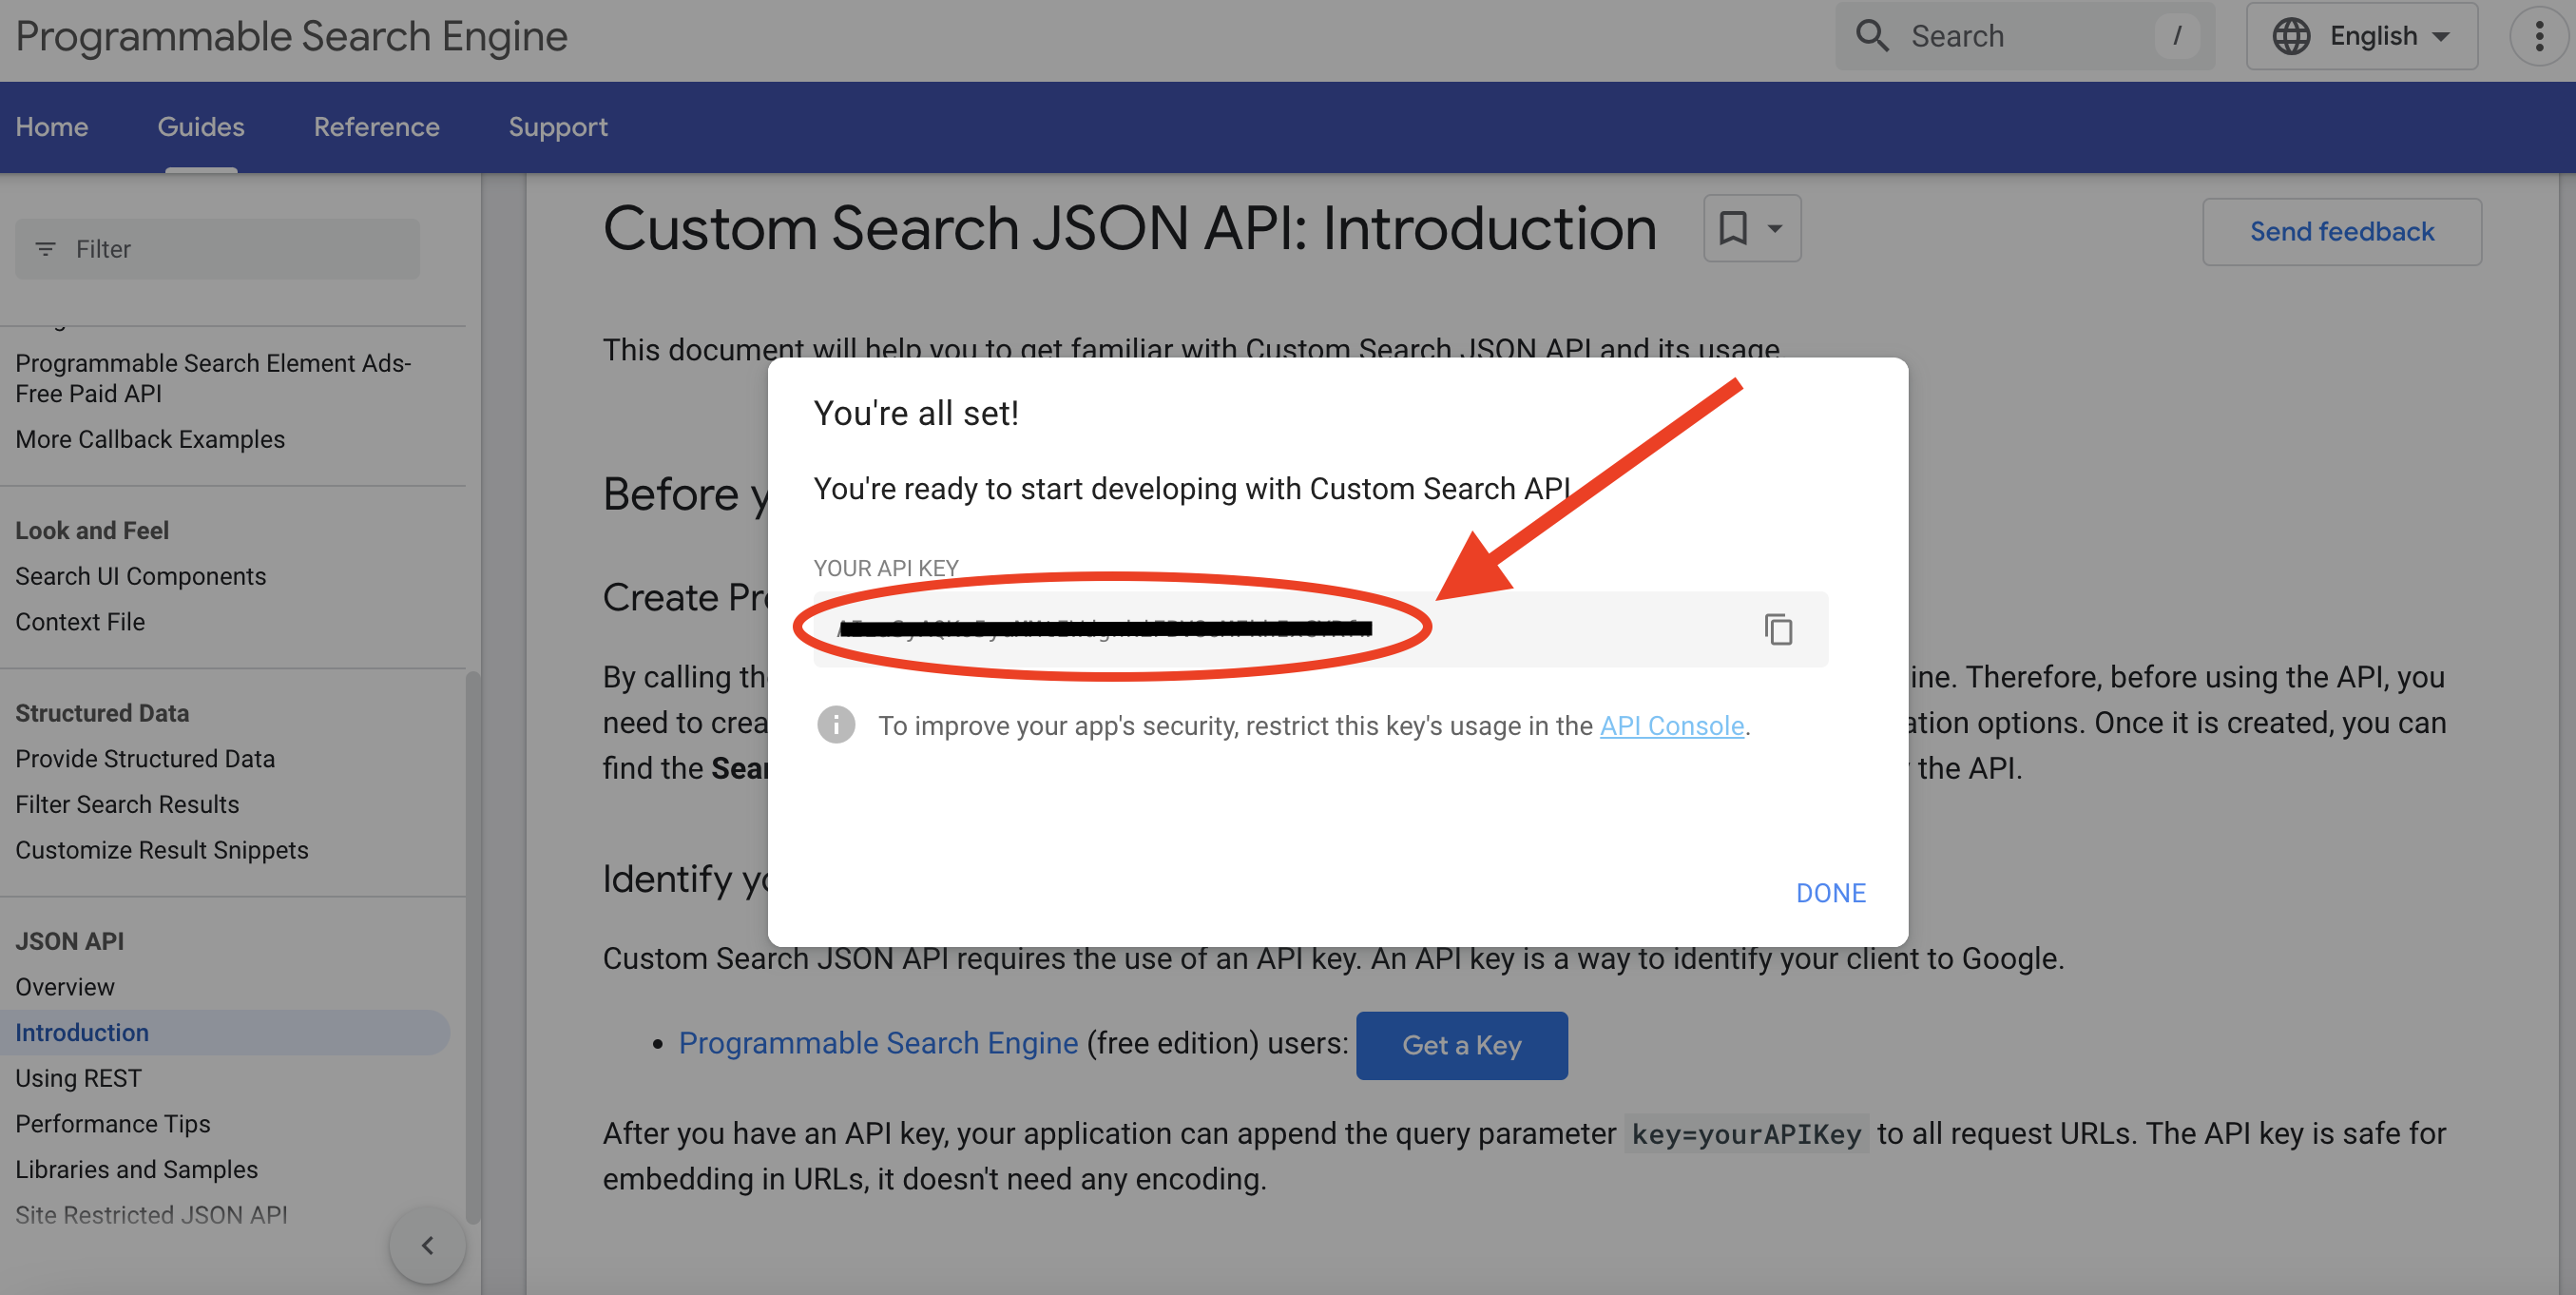 Programmable Search Engine
Search
/
English
Home
Guides
Reference
Support
Filter
Programmable Search Element Ads-
Free Paid API
More Callback Examples
Look and Feel
Search UI Components
Context File
Structured Data
Provide Structured Data
Filter Search Results
Customize Result Snippets
JSON API
Overview
Introduction
Using REST
Performance Tips
Libraries and Samples
Site Restricted JSON API
Custom Search JSON API: Introduction
Send feedback
This document will help you to get familiar with Custom Search JSON API and its usage
Before
Create
By calling
ine. Therefore, before using the API, you
need to crea
ation options. Once it is created, you can
find the Sear
the API.
Identify
Custom Search JSON API requires the use of an API key. An API key is a way to identify your client to Google.
• Programmable Search Engine (free edition) users: Get a Key
After you have an API key, your application can append the query parameter key=yourAPIKey to all request URLs. The API key is safe for
embedding in URLs, it doesn't need any encoding.
You're all set!
You're ready to start developing with Custom Search API
YOUR API KEY
To improve your app's security, restrict this key's usage in the API Console.
DONE